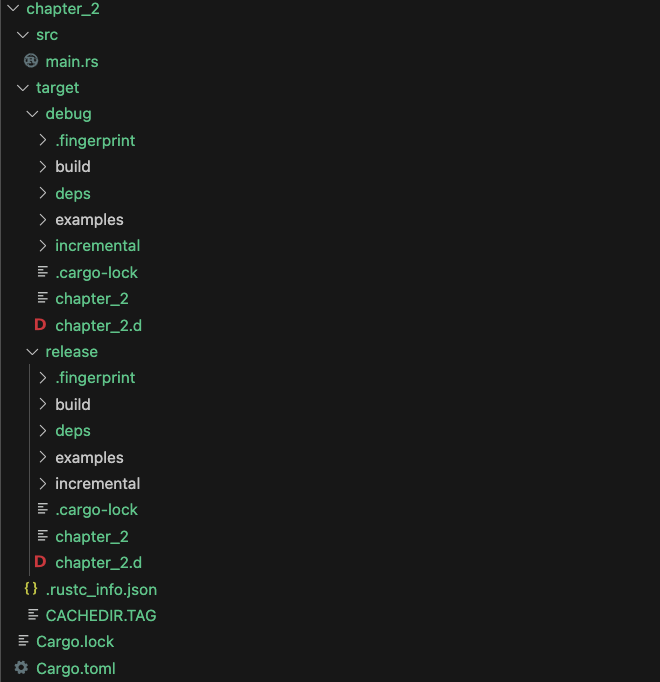 chapter_2
src
main.rs
target
debug
.fingerprint
build
deps
examples
incremental
.cargo-lock
chapter_2
D chapter_2.d
release
.fingerprint
build
deps
examples
incremental
.cargo-lock
chapter_2
D chapter_2.d
{} .rustc_info.json
CACHEDIR.TAG
Cargo.lock
Cargo.toml